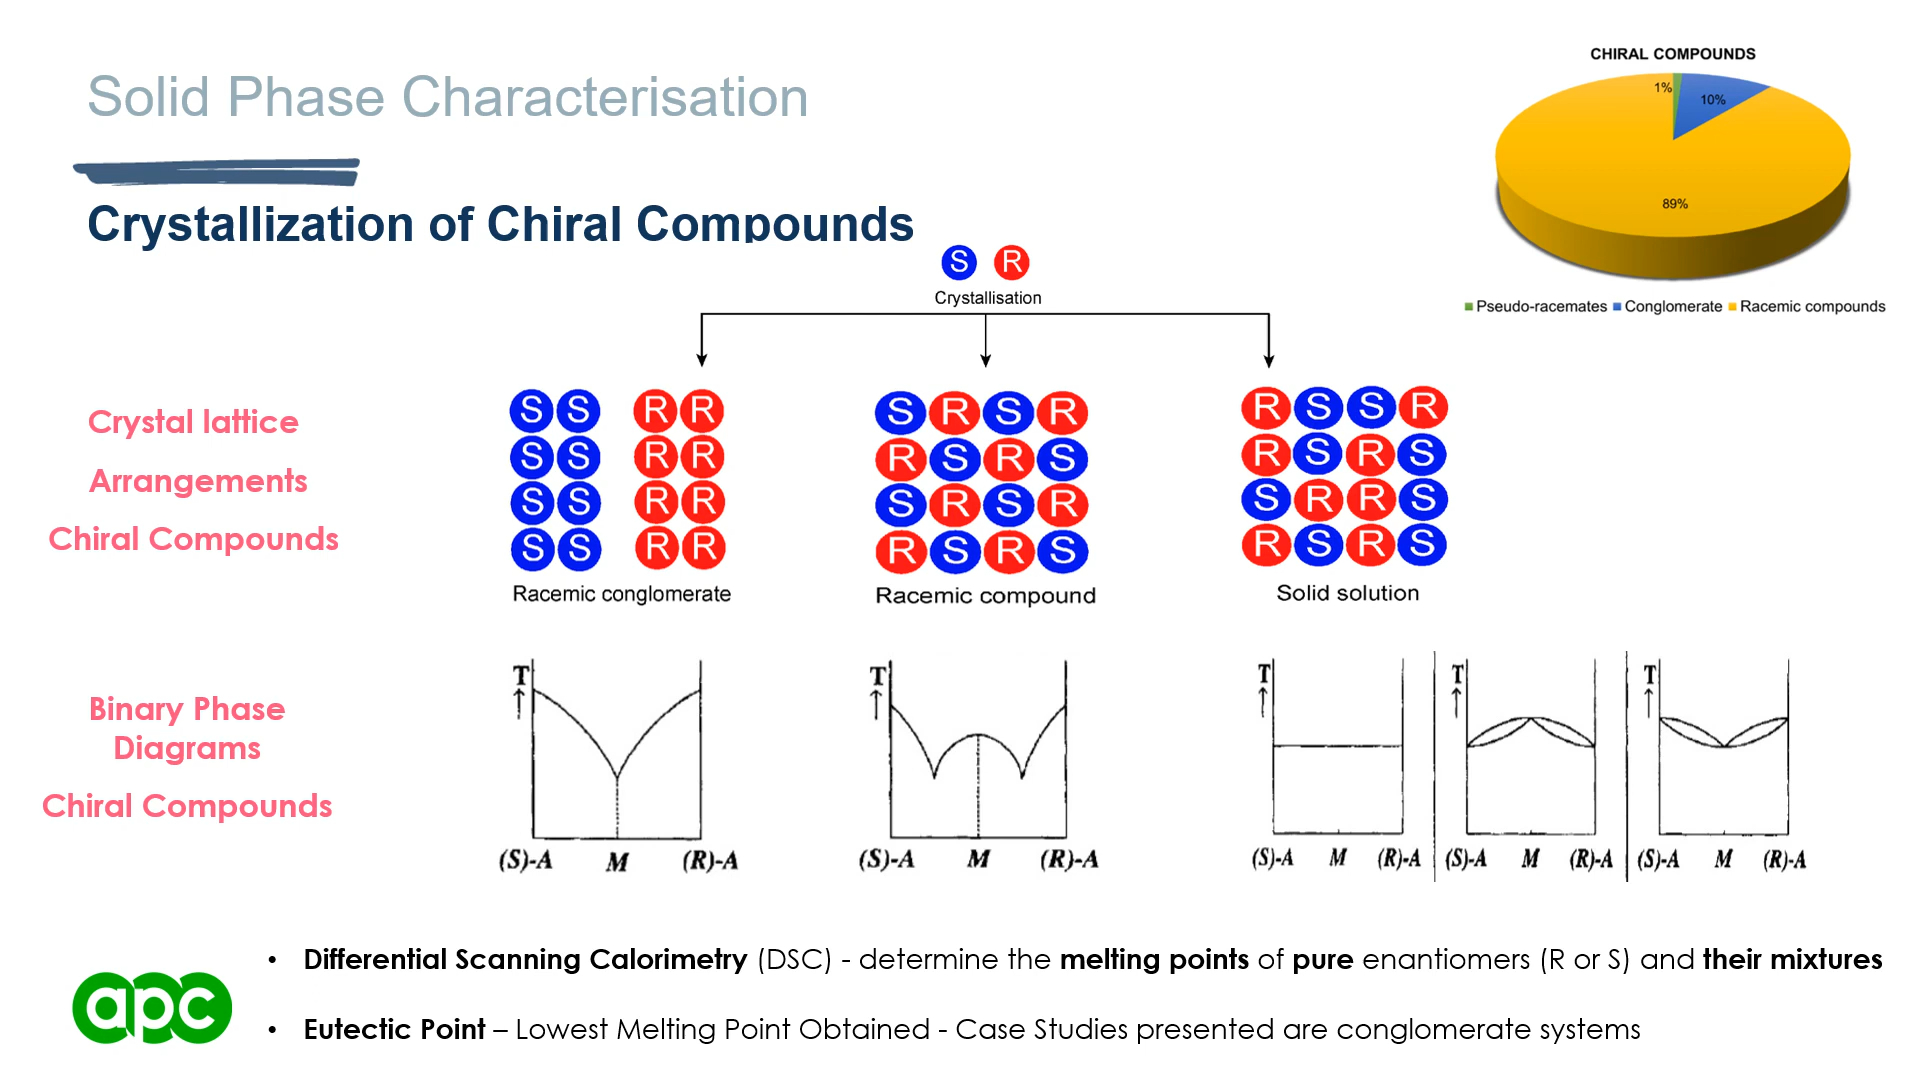 Solid Phase Characterisation
Crystallization of Chiral Compounds
CHIRAL COMPOUNDS
1%
10%
89%
Pseudo-racemates Conglomerate Racemic compounds
S R
Crystallisation
Crystal lattice
Arrangements
Chiral Compounds
S S R R
S S R R
S S R R
S S R R
Racemic conglomerate
S R S R
R S R S
S R S R
R S R S
Racemic compound
R S S R
R S R S
S R R S
R S R S
Solid solution
Binary Phase
Diagrams
Chiral Compounds
T
(S)-A M (R)-A
T
(S)-A M (R)-A
T
(S)-A M (R)-A
T
(S)-A M (R)-A
T
(S)-A M (R)-A
• Differential Scanning Calorimetry (DSC) - determine the melting points of pure enantiomers (R or S) and their mixtures
• Eutectic Point – Lowest Melting Point Obtained - Case Studies presented are conglomerate systems
apc